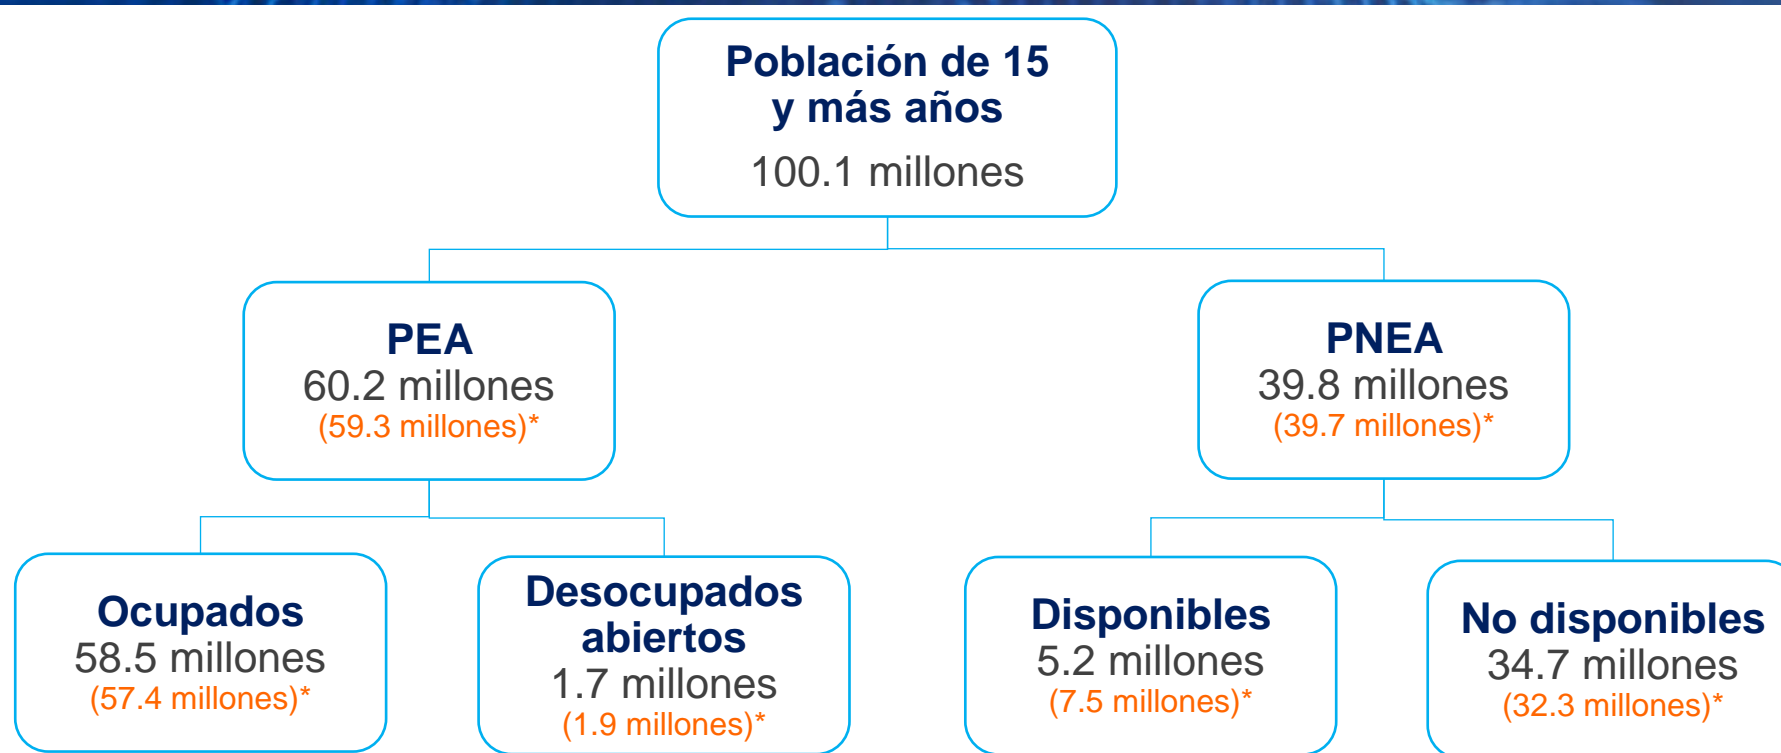 Población de 15
y más años
100.1 millones
PEA
60.2 millones
(59.3 millones)*
PNEA
39.8 millones
(39.7 millones)*
Ocupados
58.5 millones
(57.4 millones)*
Desocupados
abiertos
1.7 millones
(1.9 millones)*
Disponibles
5.2 millones
(7.5 millones)*
No disponibles
34.7 millones
(32.3 millones)*